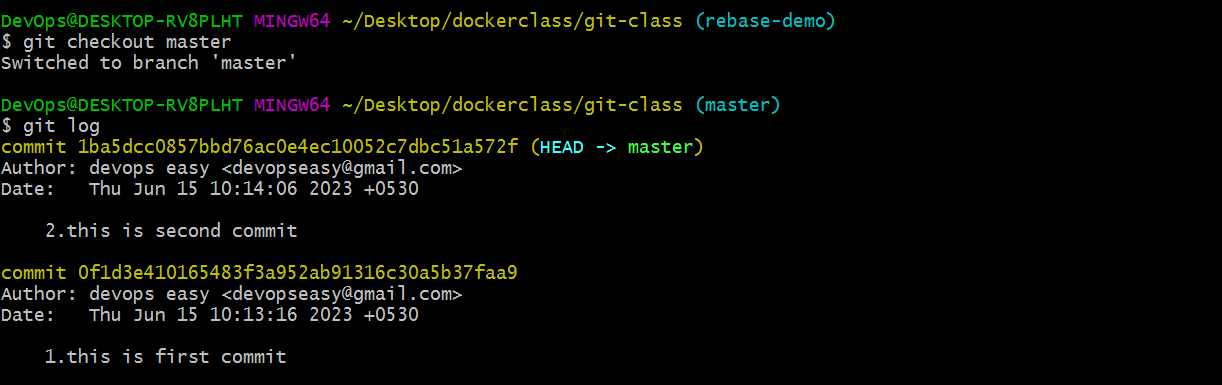 DevOps@DESKTOP-RV8PLHT MINGW64 ~/Desktop/dockerclass/git-class (rebase-demo)
$ git checkout master
Switched to branch 'master'
DevOps@DESKTOP-RV8PLHT MINGW64 ~/Desktop/dockerclass/git-class (master)
$ git log
commit 1ba5dcc0857bbd76ac0e4ec10052c7dbc51a572f (HEAD -> master)
Author: devops easy <devopseasy@gmail.com>
Date:   Thu Jun 15 10:14:06 2023 +0530
    2.this is second commit
commit 0f1d3e410165483f3a952ab91316c30a5b37faa9
Author: devops easy <devopseasy@gmail.com>
Date:   Thu Jun 15 10:13:16 2023 +0530
    1.this is first commit